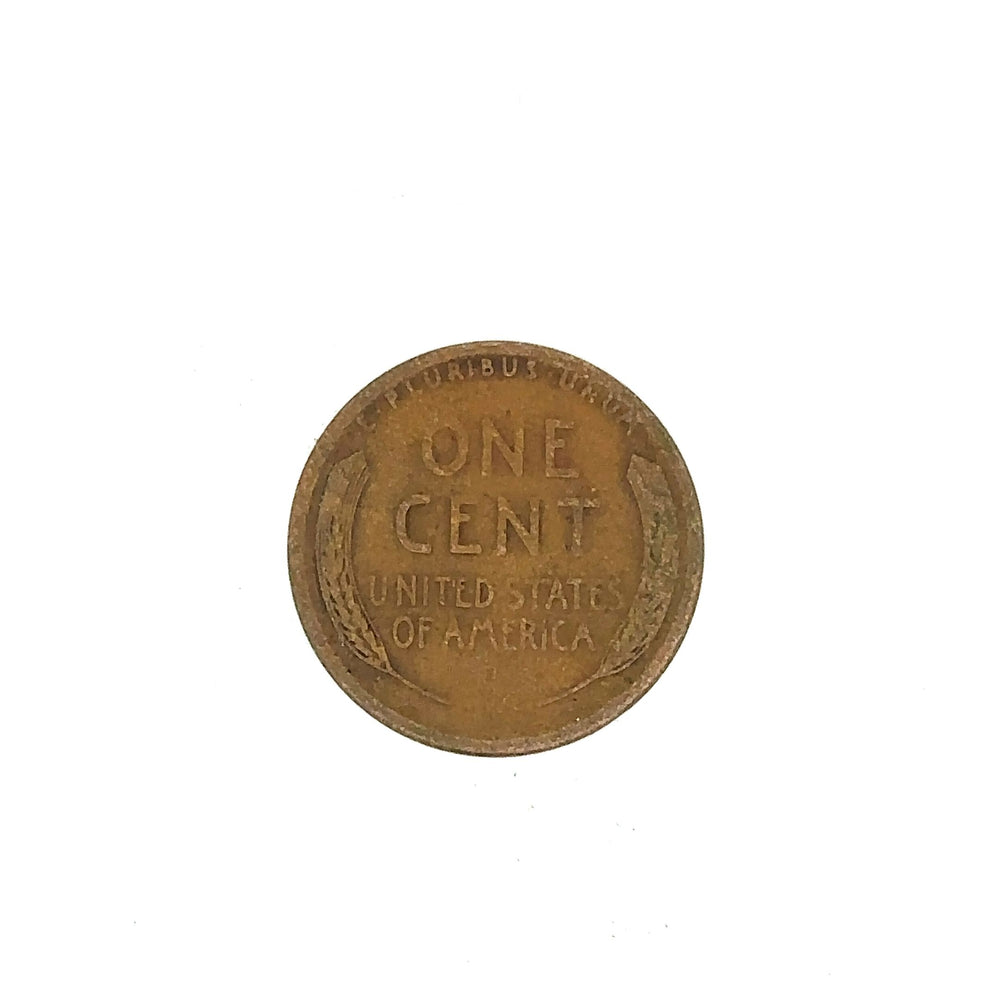 E·PLURIBUS·UNUM
ONE
CENT
UNITED STATES
OF AMERICA